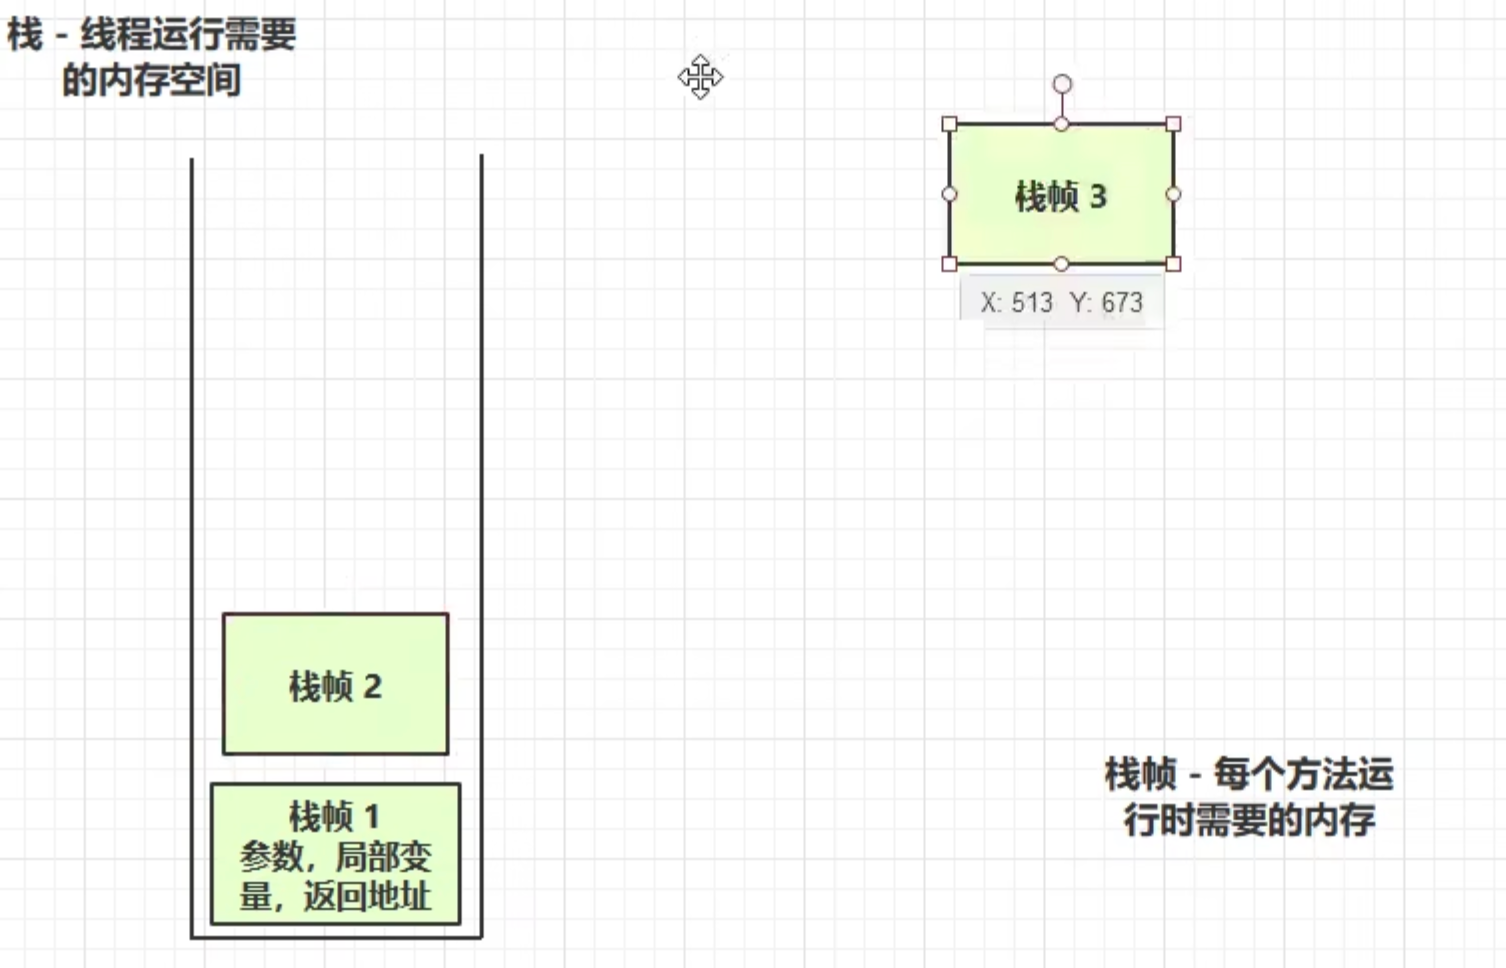 栈 - 线程运行需要
的内存空间
栈帧 3
X: 513  Y: 673
栈帧 2
栈帧 1
参数，局部变
量，返回地址
栈帧 - 每个方法运
行时需要的内存